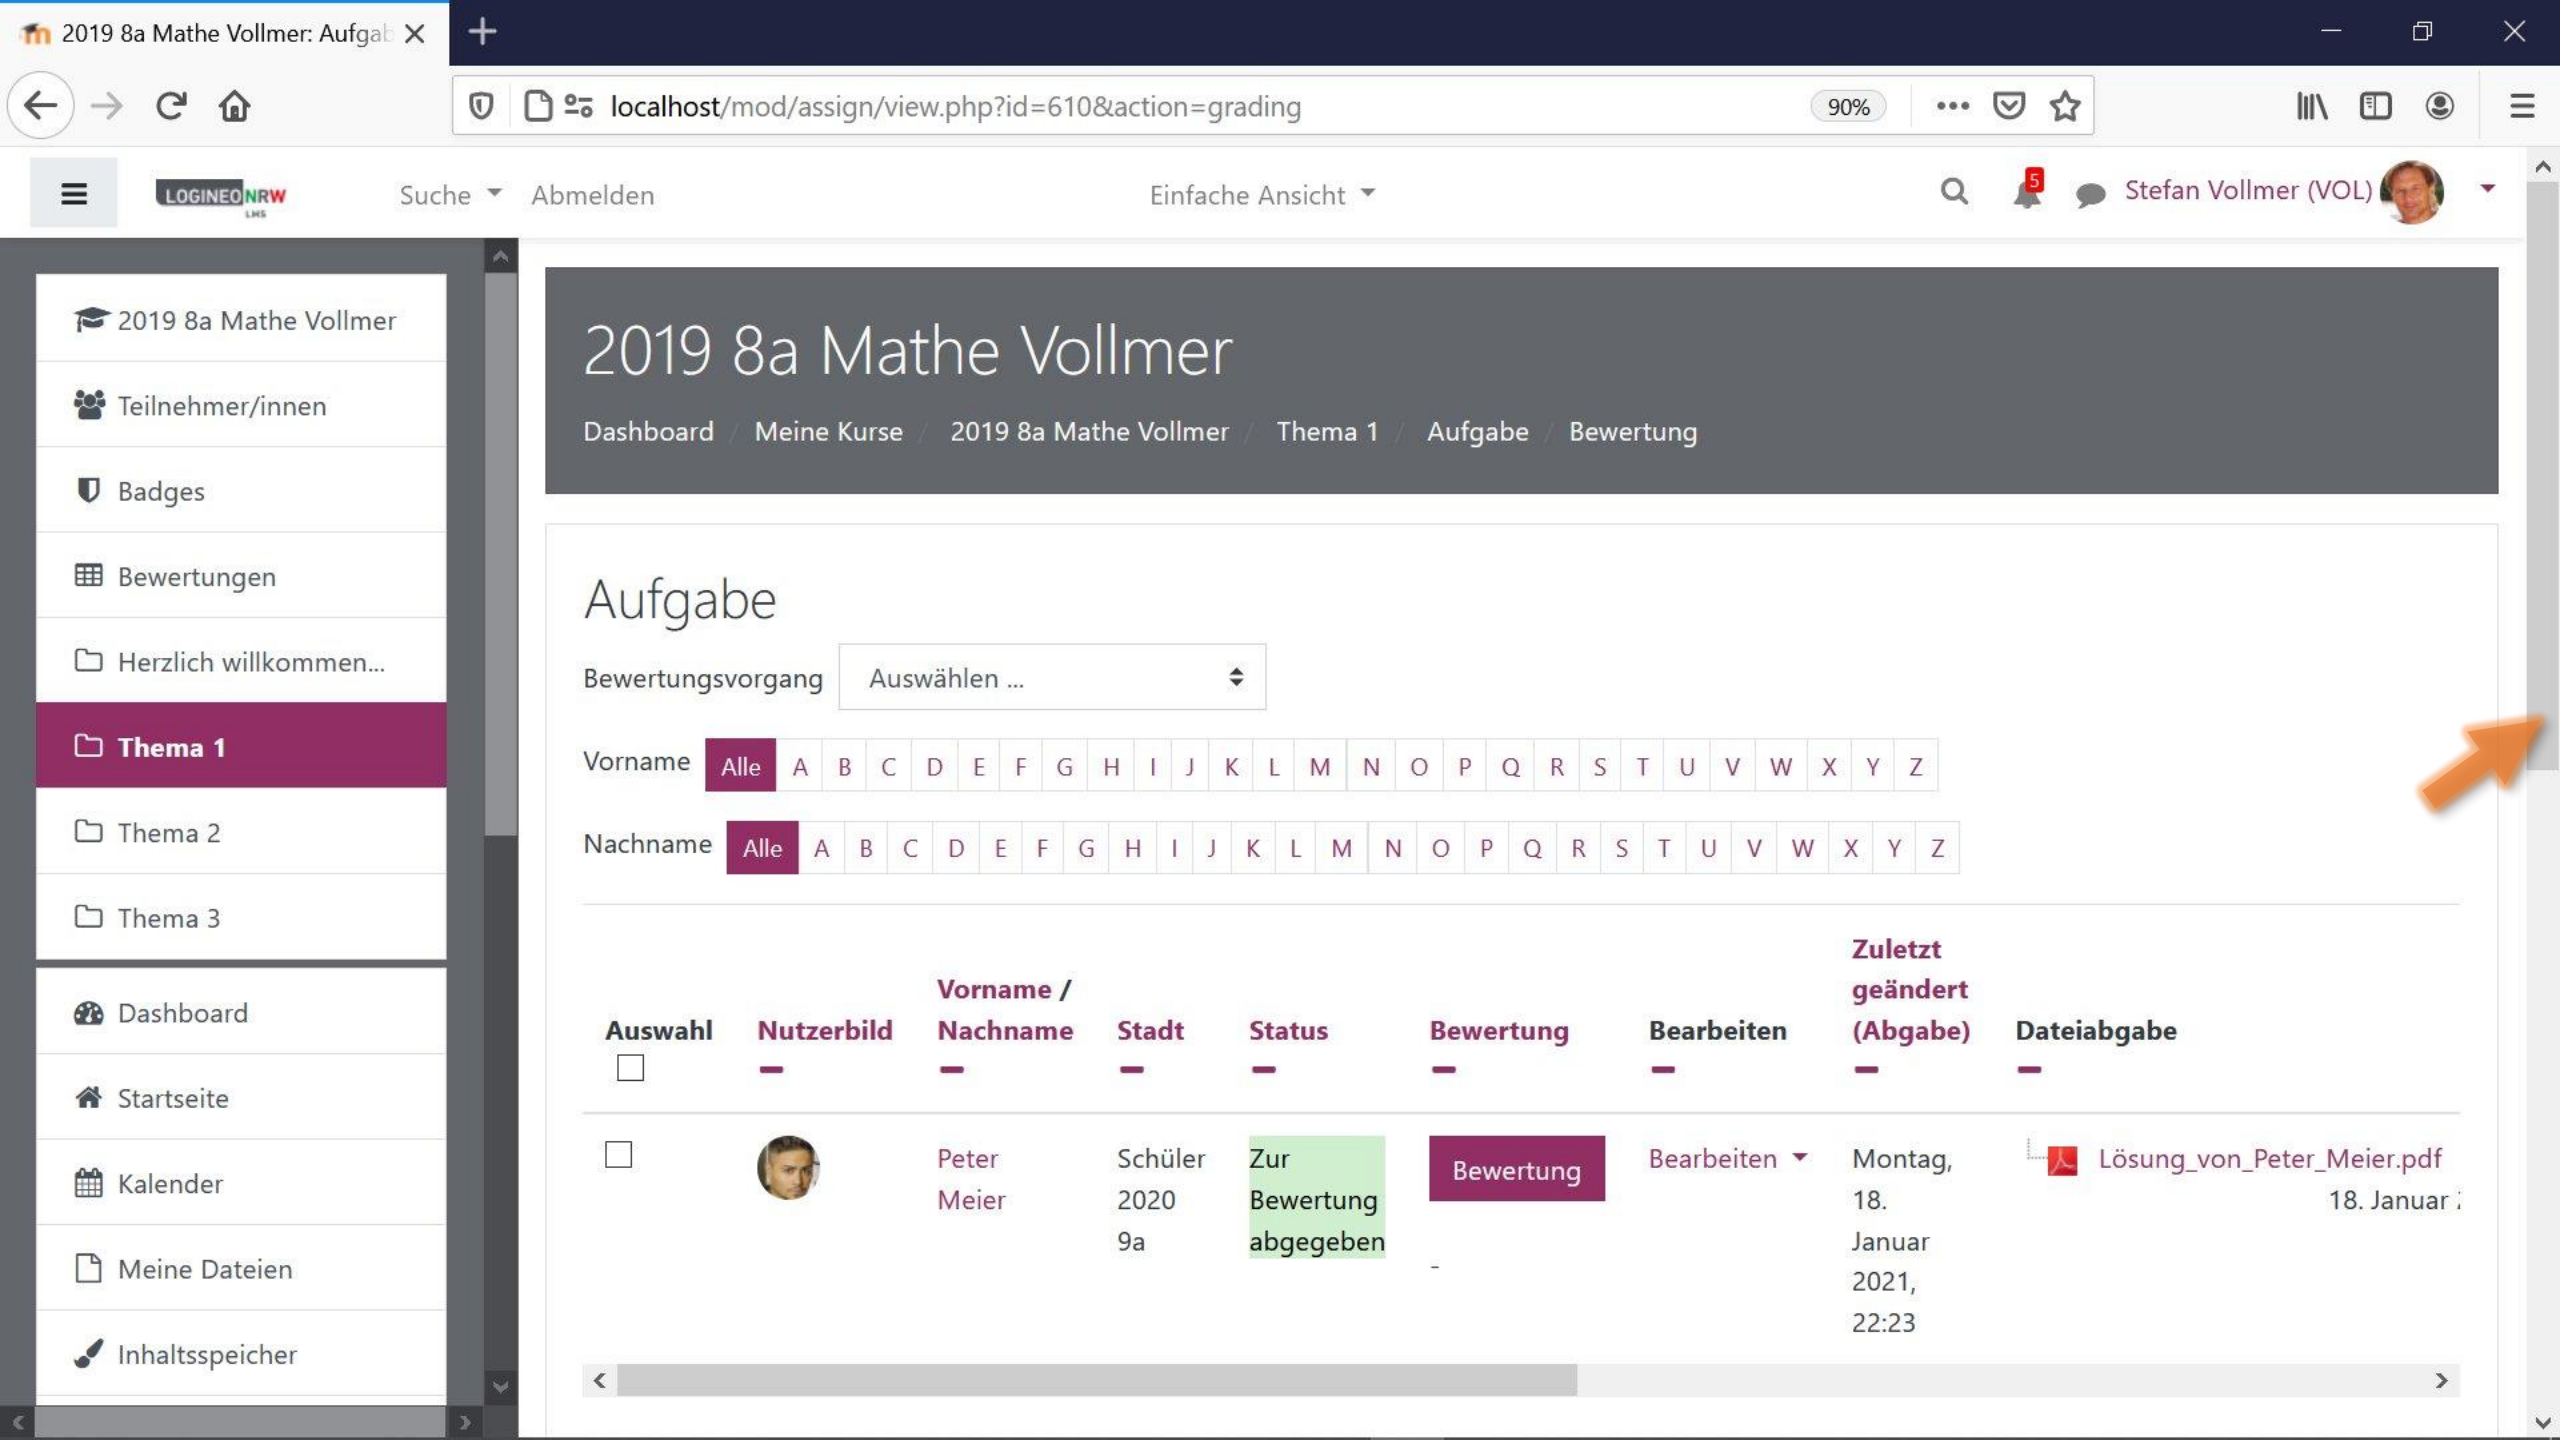 2019 8a Mathe Vollmer: Aufgab
localhost/mod/assign/view.php?id=610&action=grading
90%
LOGINEO NRW
LMS
Suche
Abmelden
Einfache Ansicht
5
Stefan Vollmer (VOL)
2019 8a Mathe Vollmer
Teilnehmer/innen
Badges
Bewertungen
Herzlich willkommen...
Thema 1
Thema 2
Thema 3
Dashboard
Startseite
Kalender
Meine Dateien
Inhaltsspeicher
2019 8a Mathe Vollmer
Dashboard / Meine Kurse / 2019 8a Mathe Vollmer / Thema 1 / Aufgabe / Bewertung
Aufgabe
Bewertungsvorgang Auswählen ...
Vorname Alle A B C D E F G H I J K L M N O P Q R S T U V W X Y Z
Nachname Alle A B C D E F G H I J K L M N O P Q R S T U V W X Y Z
Auswahl
Nutzerbild
Vorname /
Nachname
Stadt
Status
Bewertung
Bearbeiten
Zuletzt
geändert
(Abgabe)
Dateiabgabe
Peter
Meier
Schüler
2020
9a
Zur
Bewertung
abgegeben
Bewertung
-
Bearbeiten
Montag,
18.
Januar
2021,
22:23
Lösung_von_Peter_Meier.pdf
18. Januar